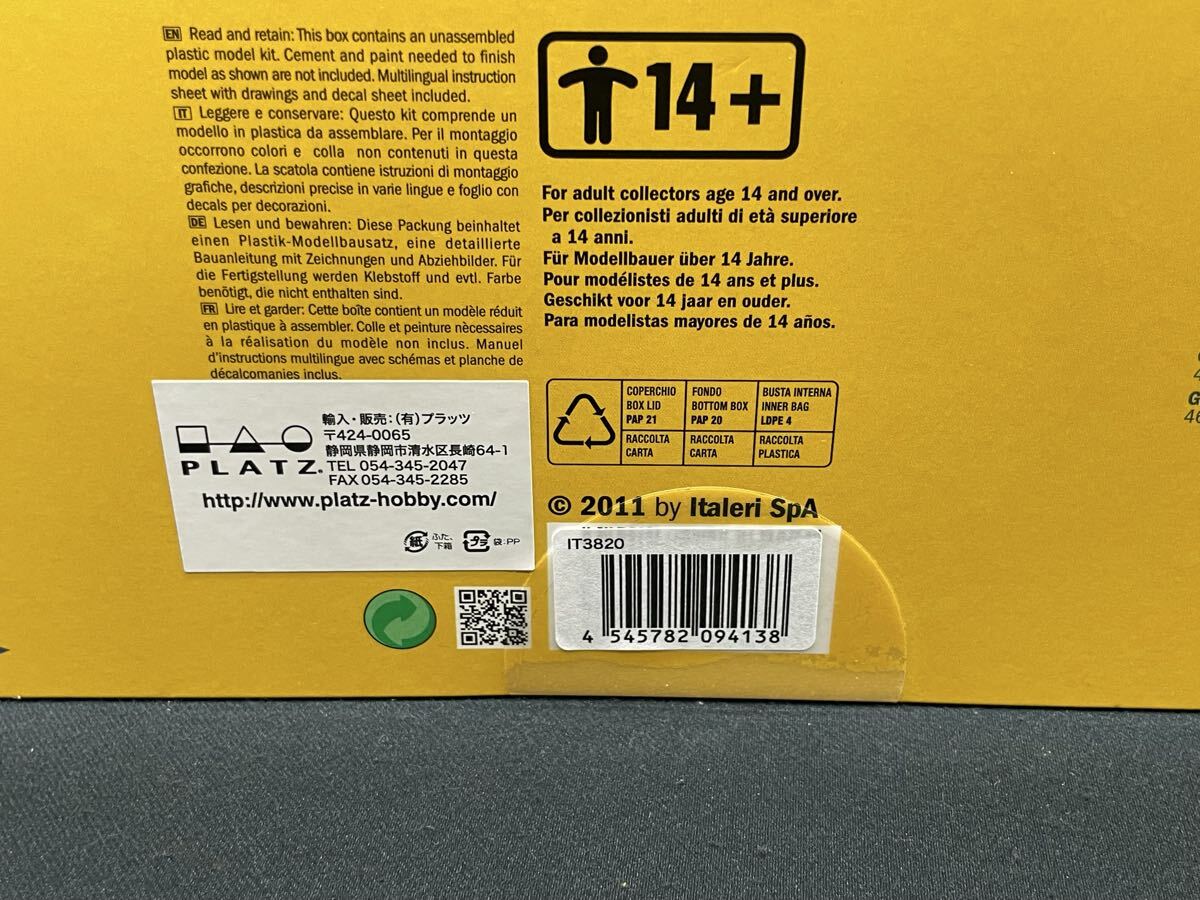 EN Read and retain: This box contains an unassembled
plastic model kit. Cement and paint needed to finish
model as shown are not included. Multilingual instruction
sheet with drawings and decal sheet included.
IT Leggere e conservare: Questo kit comprende un
modello in plastica da assemblare. Per il montaggio
occorrono colori e colla non contenuti in questa
confezione. La scatola contiene istruzioni di montaggio
grafiche, descrizioni precise in varie lingue e foglio con
decals per decorazioni.
DE Lesen und bewahren: Diese Packung beinhaltet
einen Plastik-Modellbausatz, eine detaillierte
Bauanleitung mit Zeichnungen und Abziehbilder. Für
die Fertigstellung werden Klebstoff und evtl. Farbe
benötigt, die nicht enthalten sind.
FR Lire et garder: Cette boîte contient un modèle réduit
en plastique à assembler. Colle et peinture nècessaires
à la réalisation du modèle non inclus. Manuel
d'instructions multilingue avec schémas et planche de
décalcomanies inclus.
14+
For adult collectors age 14 and over.
Per collezionisti adulti di età superiore
a 14 anni.
Für Modellbauer über 14 Jahre.
Pour modélistes de 14 ans et plus.
Geschikt voor 14 jaar en ouder.
Para modelistas mayores de 14 años.
COPERCHIO
BOX LID
PAP 21
FONDO
BOTTOM BOX
PAP 20
BUSTA INTERNA
INNER BAG
LDPE 4
RACCOLTA
CARTA
RACCOLTA
CARTA
RACCOLTA
PLASTICA
PLATZ.
輸入・販売:(有)プラッツ
〒424-0065
静岡県静岡市清水区長崎64-1
TEL 054-345-2047
FAX 054-345-2285
http://www.platz-hobby.com/
紙 ふた、
下箱
プラ 袋:PP
© 2011 by Italeri SpA
IT3820
4 545782 094138
G
46